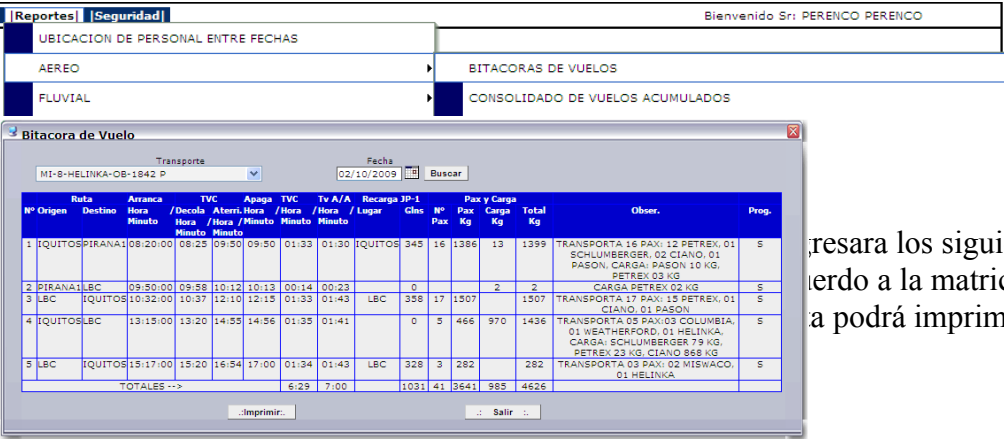 |Reportes| |Seguridad| Bienvenido Sr: PERENCO PERENCO
UBICACION DE PERSONAL ENTRE FECHAS
AEREO BITACORAS DE VUELOS
FLUVIAL CONSOLIDADO DE VUELOS ACUMULADOS
Bitacora de Vuelo
Transporte Fecha
MI-8-HELINKA-OB-1842 P 02/10/2009 Buscar
Ruta Arranca TVC Apaga TVC Tv A/A Recarga JP-1 Pax y Carga
Nº Origen Destino Hora /Decola Aterri. Hora /Hora /Hora / Lugar Glns Nº Pax Carga Total Obser. Prog.
Minuto Hora /Hora /Minuto Minuto Minuto Pax Kg Kg Kg
Minuto Minuto
1 IQUITOS PIRANA1 08:20:00 08:25 09:50 09:50 01:33 01:30 IQUITOS 345 16 1386 13 1399 TRANSPORTA 16 PAX: 12 PETREX, 01 S
SCHLUMBERGER, 02 CIANO, 01
PASON, CARGA: PASON 10 KG,
PETREX 03 KG
2 PIRANA1 LBC 09:50:00 09:58 10:12 10:13 00:14 00:23 0 2 2 CARGA PETREX 02 KG S
3 LBC IQUITOS 10:32:00 10:37 12:10 12:15 01:33 01:43 LBC 358 17 1507 1507 TRANSPORTA 17 PAX: 15 PETREX, 01 S
CIANO, 01 PASON
4 IQUITOS LBC 13:15:00 13:20 14:55 14:56 01:35 01:41 0 5 466 970 1436 TRANSPORTA 05 PAX:03 COLUMBIA, S
01 WEATHERFORD, 01 HELINKA,
CARGA: SCHLUMBERGER 79 KG,
PETREX 23 KG, CIANO 868 KG
5 LBC IQUITOS 15:17:00 15:20 16:54 17:00 01:34 01:43 LBC 328 3 282 282 TRANSPORTA 03 PAX: 02 MISWACO, S
01 HELINKA
TOTALES --> 6:29 7:00 1031 41 3641 985 4626
.:Imprimir:. .: Salir :.
gresara los sigui
uerdo a la matric
ta podrá imprim